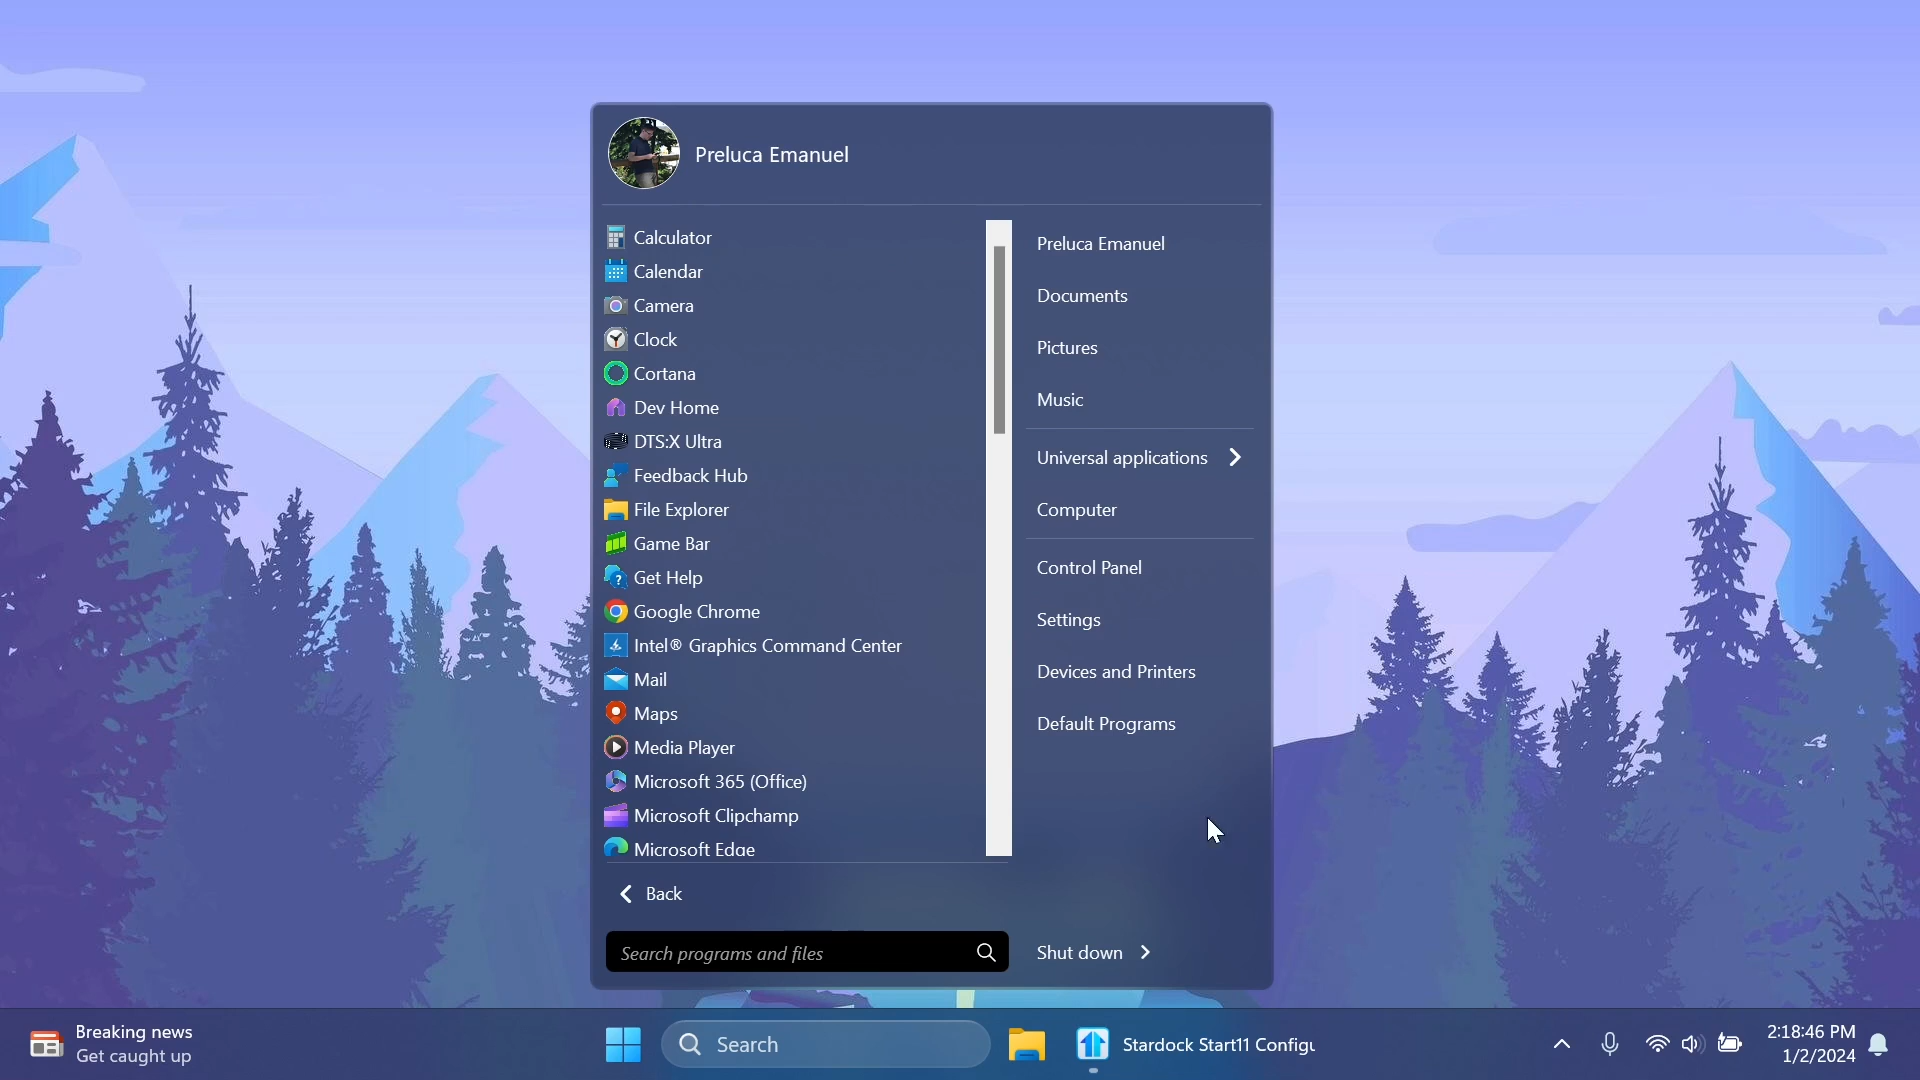 Preluca Emanuel
Calculator
Calendar
Camera
Clock
Cortana
Dev Home
DTS:X Ultra
Feedback Hub
File Explorer
Game Bar
Get Help
Google Chrome
Intel® Graphics Command Center
Mail
Maps
Media Player
Microsoft 365 (Office)
Microsoft Clipchamp
Microsoft Edge
Back
Search programs and files
Preluca Emanuel
Documents
Pictures
Music
Universal applications
Computer
Control Panel
Settings
Devices and Printers
Default Programs
Shut down
Breaking news
Get caught up
Search
Stardock Start11 Configu
2:18:46 PM
1/2/2024